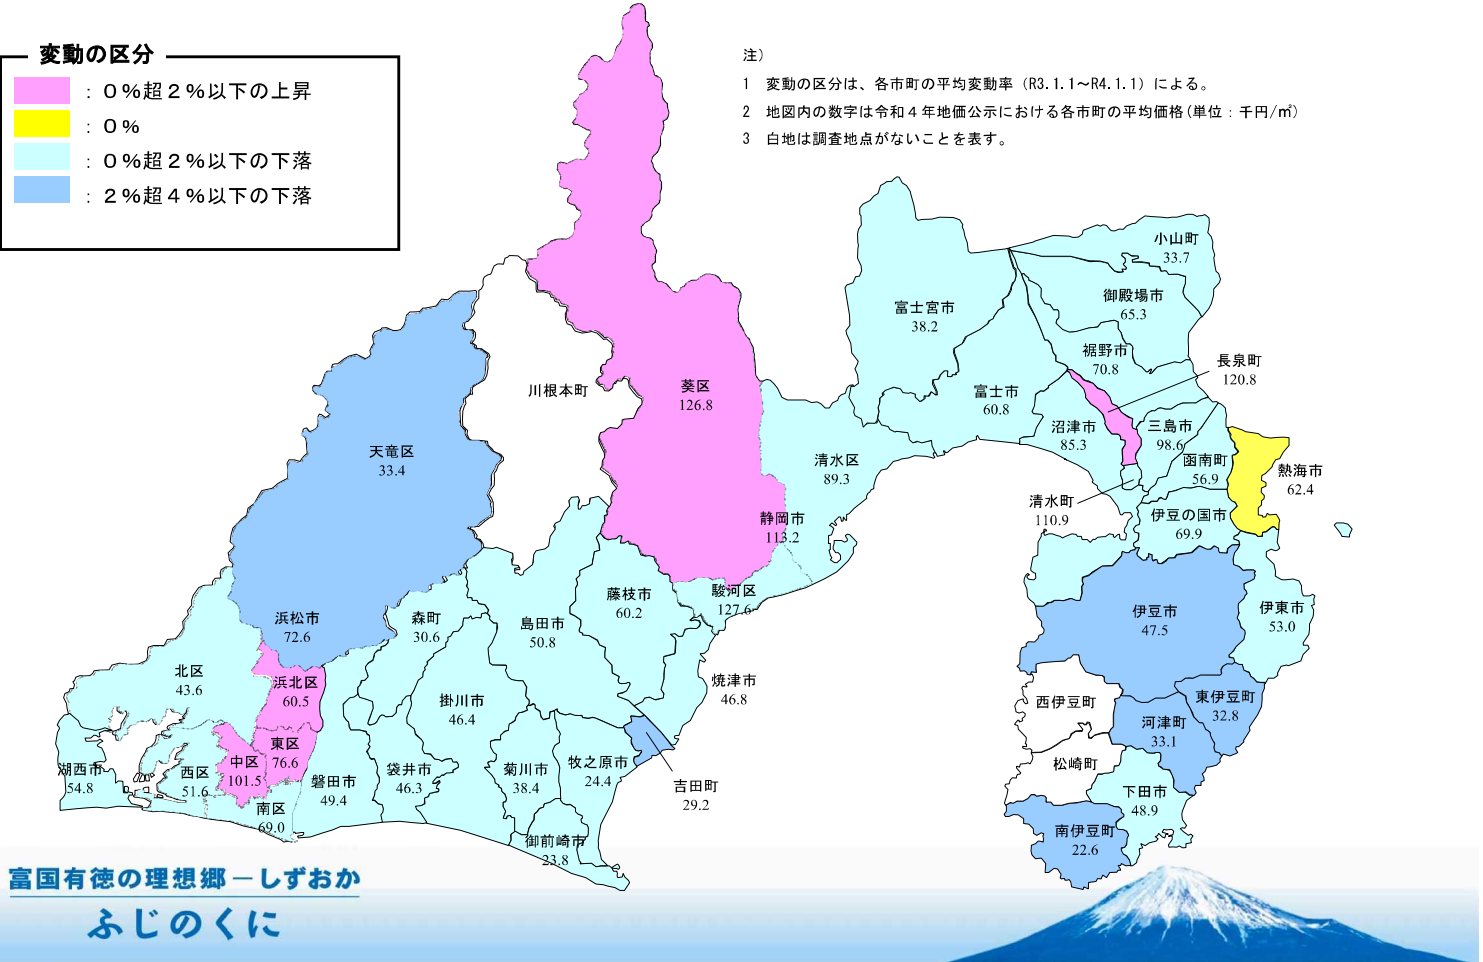 変動の区分
：０％超２％以下の上昇
：０％
：０％超２％以下の下落
：２％超４％以下の下落
注）
1　変動の区分は、各市町の平均変動率（R3.1.1～R4.1.1）による。
2　地図内の数字は令和４年地価公示における各市町の平均価格(単位：千円/㎡)
3　白地は調査地点がないことを表す。
小山町
33.7
御殿場市
65.3
富士宮市
38.2
裾野市
70.8
長泉町
120.8
川根本町
葵区
126.8
富士市
60.8
沼津市
85.3
三島市
98.6
函南町
56.9
熱海市
62.4
天竜区
33.4
清水区
89.3
清水町
110.9
伊豆の国市
69.9
静岡市
113.2
駿河区
127.6
藤枝市
60.2
伊豆市
47.5
伊東市
53.0
浜松市
72.6
森町
30.6
島田市
50.8
北区
43.6
浜北区
60.5
掛川市
46.4
焼津市
46.8
西伊豆町
東伊豆町
32.8
河津町
33.1
湖西市
54.8
西区
51.6
中区
101.5
東区
76.6
磐田市
49.4
袋井市
46.3
菊川市
38.4
牧之原市
24.4
吉田町
29.2
松崎町
下田市
48.9
南区
69.0
御前崎市
23.8
南伊豆町
22.6
富国有徳の理想郷－しずおか
ふじのくに